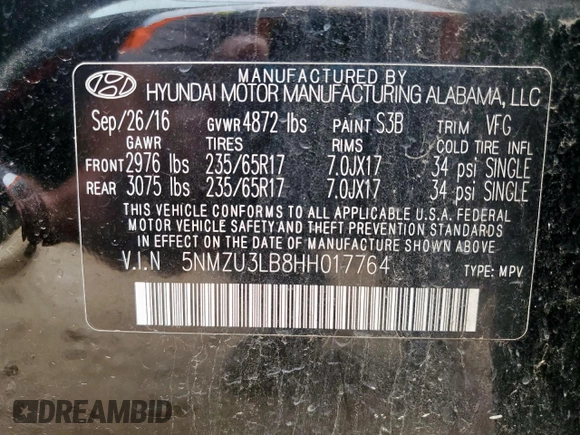 MANUFACTURED BY
HYUNDAI MOTOR MANUFACTURING ALABAMA, LLC
Sep/26/16 GVWR 4872 lbs PAINT S3B TRIM VFG
GAWR TIRES RIMS COLD TIRE INFL
FRONT 2976 lbs 235/65R17 7.0JX17 34 psi SINGLE
REAR 3075 lbs 235/65R17 7.0JX17 34 psi SINGLE
THIS VEHICLE CONFORMS TO ALL APPLICABLE U.S.A. FEDERAL
MOTOR VEHICLE SAFETY AND THEFT PREVENTION STANDARDS
IN EFFECT ON THE DATE OF MANUFACTURE SHOWN ABOVE.
V.I.N 5NMZU3LB8HH017764 TYPE: MPV
DREAMBID